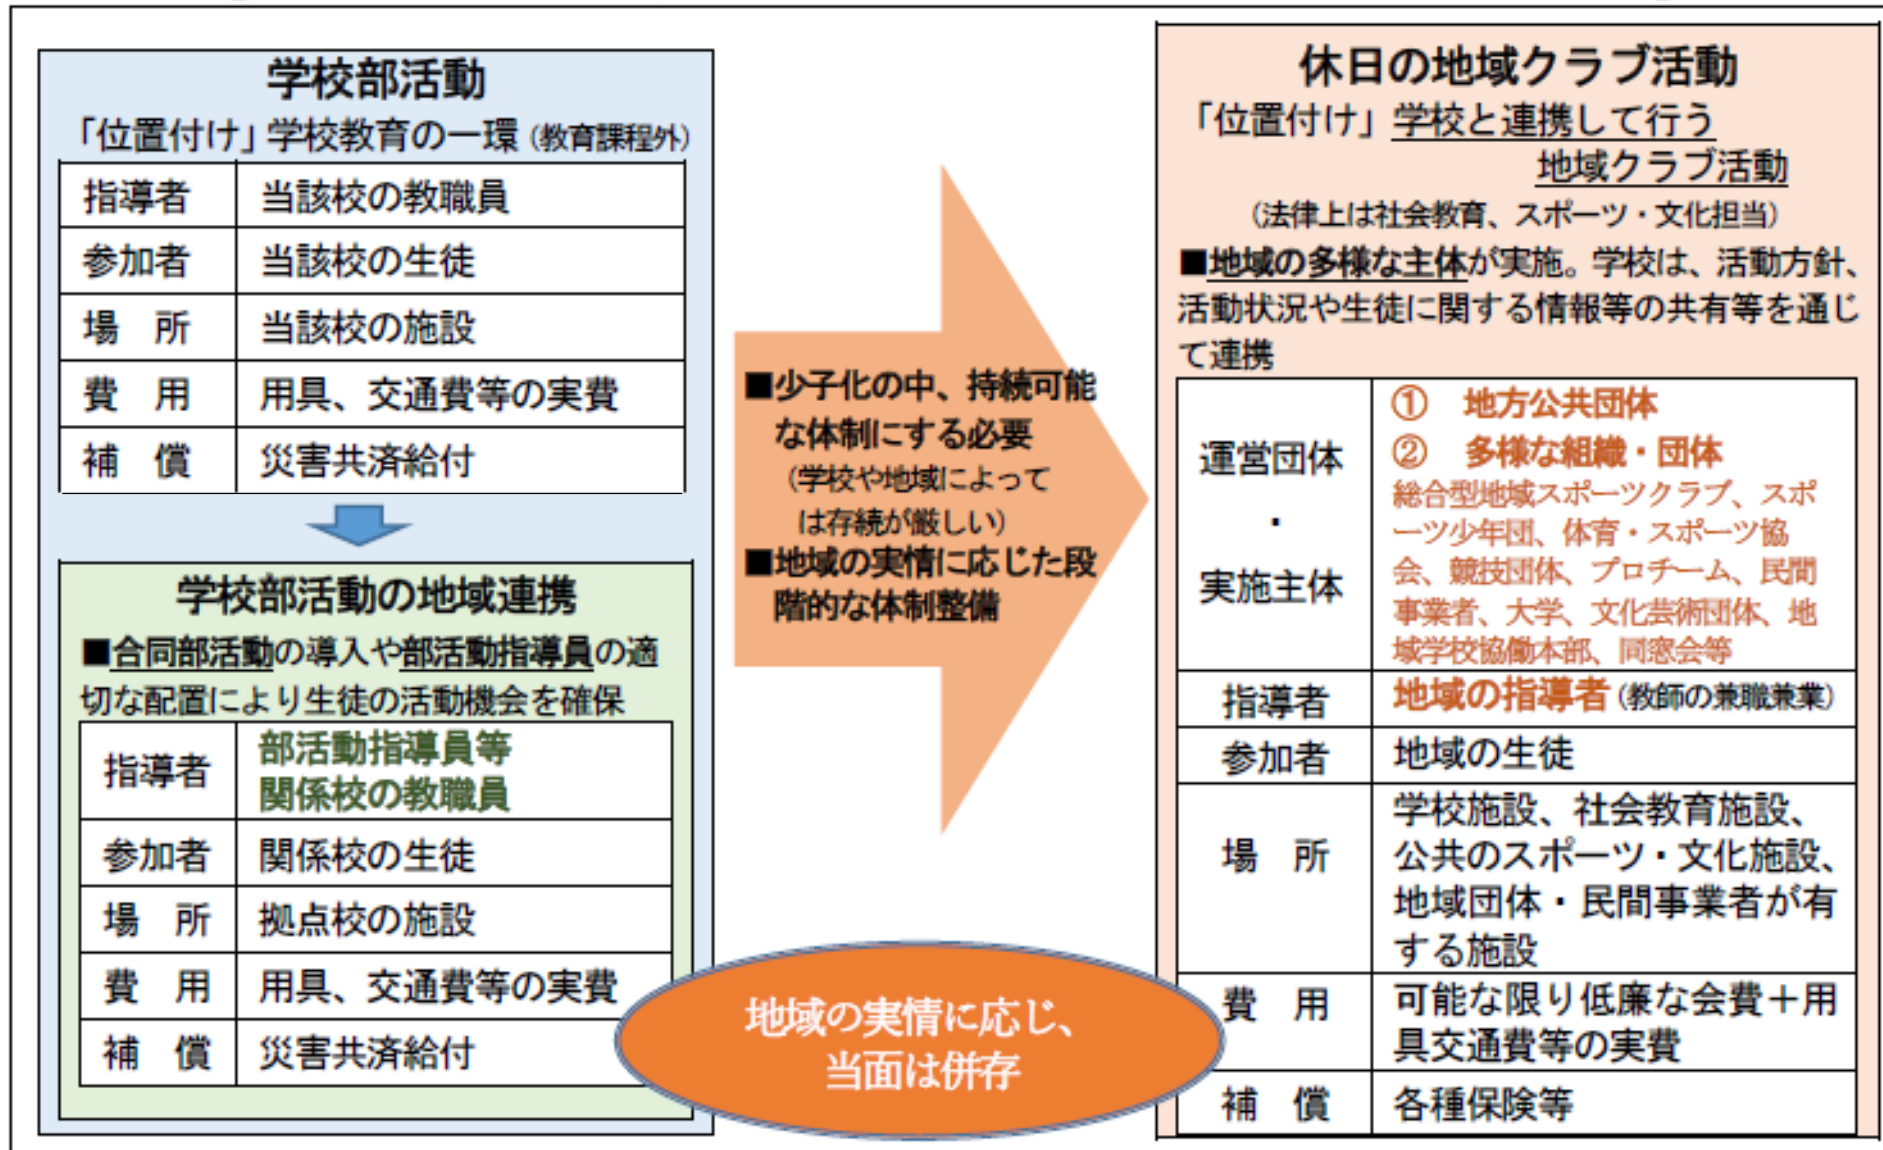 学校部活動
「位置付け」学校教育の一環(教育課程外)
指導者 当該校の教職員
参加者 当該校の生徒
場 所 当該校の施設
費 用 用具、交通費等の実費
補 償 災害共済給付
学校部活動の地域連携
■合同部活動の導入や部活動指導員の適
切な配置により生徒の活動機会を確保
指導者 部活動指導員等
関係校の教職員
参加者 関係校の生徒
場 所 拠点校の施設
費 用 用具、交通費等の実費
補 償 災害共済給付
■少子化の中、持続可能
な体制にする必要
(学校や地域によって
は存続が厳しい)
■地域の実情に応じた段
階的な体制整備
地域の実情に応じ、
当面は併存
休日の地域クラブ活動
「位置付け」学校と連携して行う
地域クラブ活動
(法律上は社会教育、スポーツ・文化担当)
■地域の多様な主体が実施。学校は、活動方針、
活動状況や生徒に関する情報等の共有等を通じ
て連携
運営団体
・
実施主体
① 地方公共団体
② 多様な組織・団体
総合型地域スポーツクラブ、スポ
ーツ少年団、体育・スポーツ協
会、競技団体、プロチーム、民間
事業者、大学、文化芸術団体、地
域学校協働本部、同窓会等
指導者 地域の指導者(教師の兼職兼業)
参加者 地域の生徒
場 所 学校施設、社会教育施設、
公共のスポーツ・文化施設、
地域団体・民間事業者が有
する施設
費 用 可能な限り低廉な会費＋用
具交通費等の実費
補 償 各種保険等